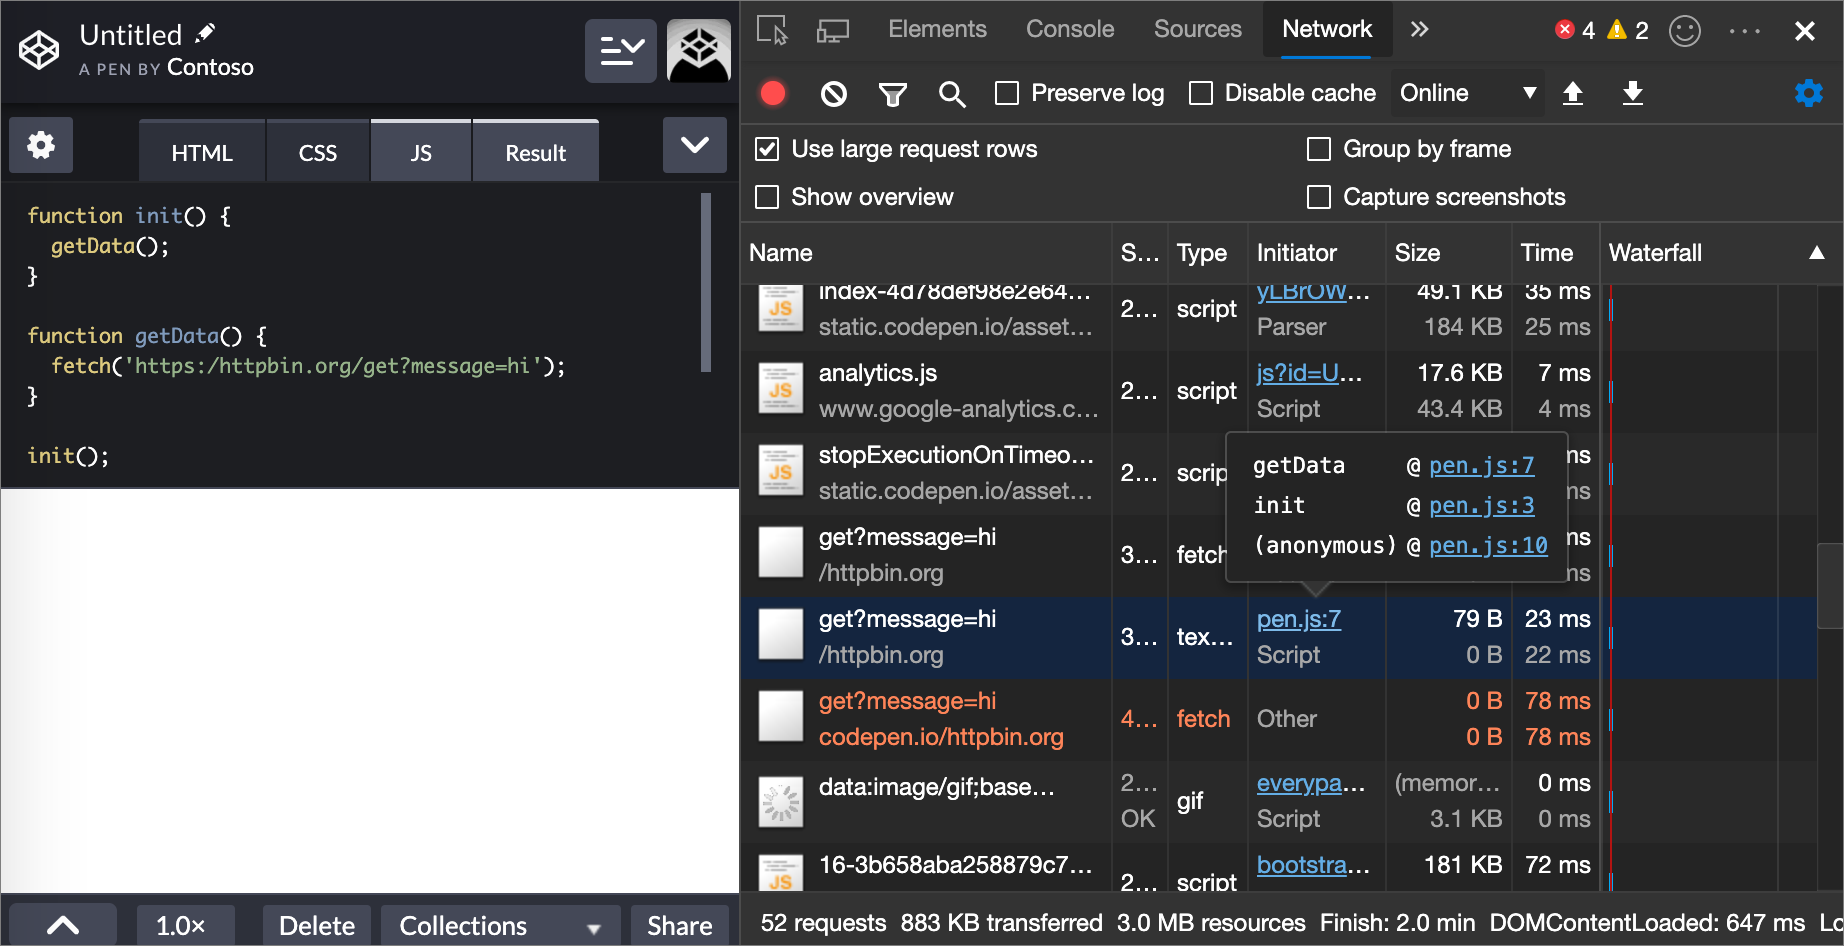 Untitled
A PEN BY Contoso
HTML CSS JS Result
function init() {
getData();
}
function getData() {
fetch('https:/httpbin.org/get?message=hi');
}
init();
1.0×
Delete
Collections
Share
Elements Console Sources Network 4 2
Preserve log Disable cache Online
Use large request rows Group by frame
Show overview Capture screenshots
Name S... Type Initiator Size Time Waterfall
index-4d78def98e2e64... 2... script yLBrOW... 49.1 KB 35 ms
static.codepen.io/asset... Parser 184 KB 25 ms
analytics.js 2... script js?id=U... 17.6 KB 7 ms
www.google-analytics.c... Script 43.4 KB 4 ms
stopExecutionOnTimeo... 2... scrip ms
static.codepen.io/asset... ms
getData @ pen.js:7
init @ pen.js:3
(anonymous) @ pen.js:10
get?message=hi 3... fetch ms
/httpbin.org ms
get?message=hi 3... tex... pen.js:7 79 B 23 ms
/httpbin.org Script 0 B 22 ms
get?message=hi 4... fetch Other 0 B 78 ms
codepen.io/httpbin.org 0 B 78 ms
data:image/gif;base... 2... gif everypa... (memor... 0 ms
OK Script 3.1 KB 0 ms
16-3b658aba258879c7... 2... script bootstra... 181 KB 72 ms
52 requests 883 KB transferred 3.0 MB resources Finish: 2.0 min DOMContentLoaded: 647 ms Lo